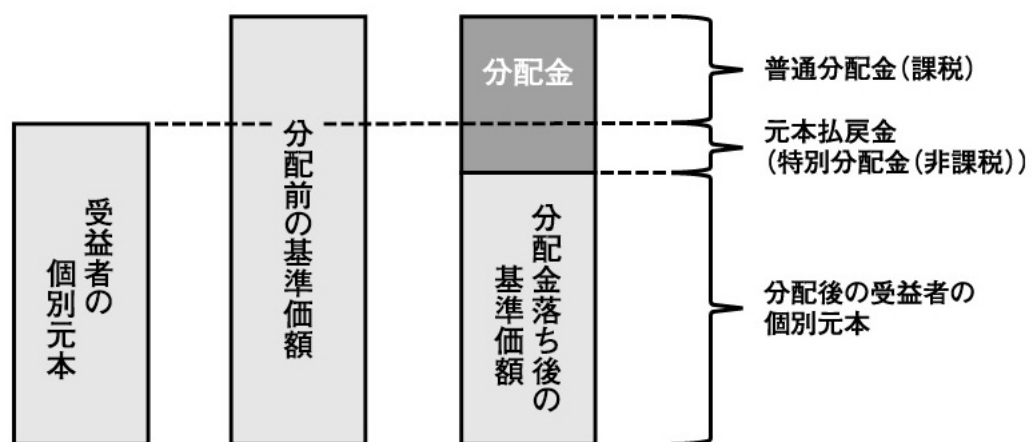 受益者の
個別元本
分配前の基準価額
分配金
分配金落ち後の
基準価額
普通分配金(課税)
元本払戻金
(特別分配金(非課税))
分配後の受益者の
個別元本